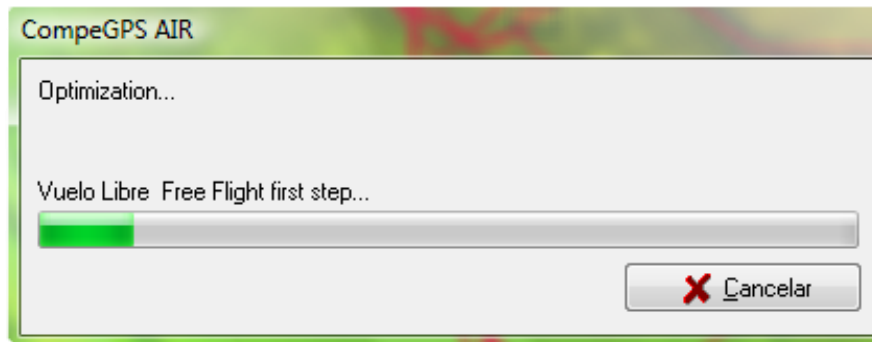 CompeGPS AIR
Optimization...
Vuelo Libre  Free Flight first step...
Cancelar